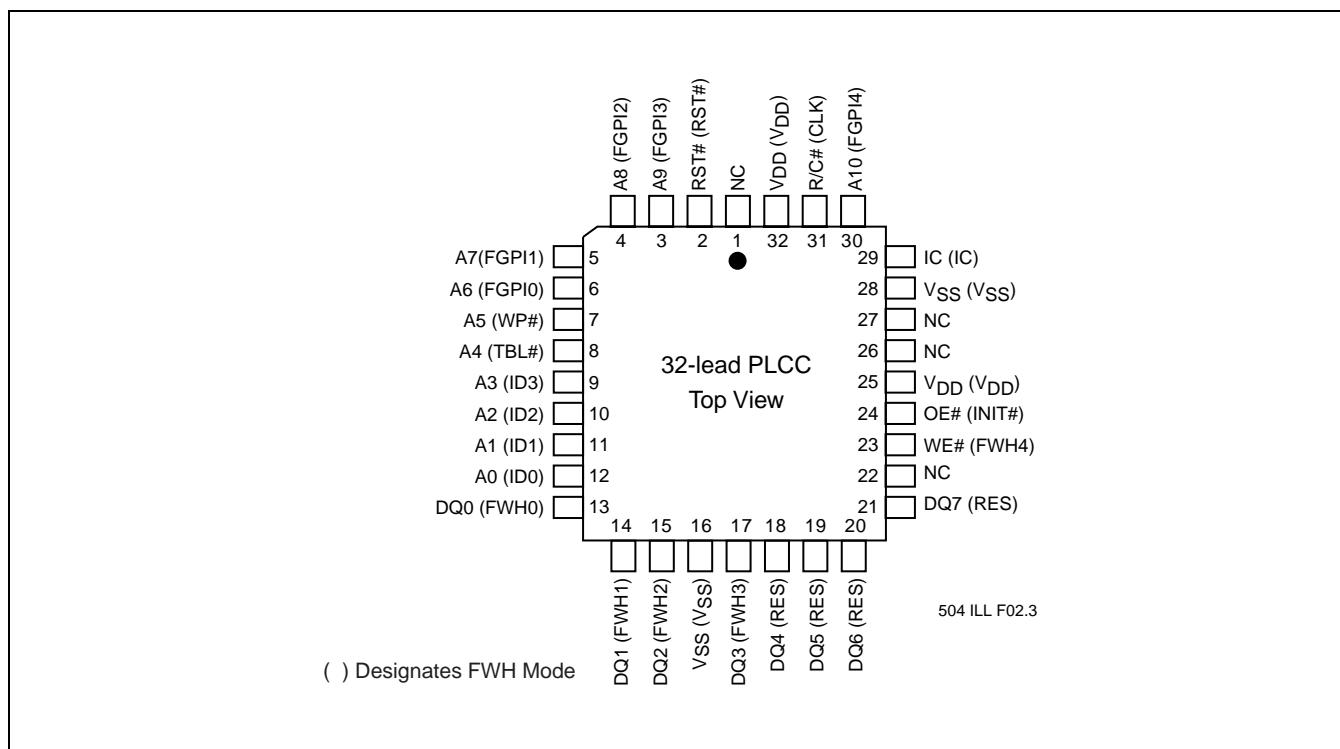 A8 (FGPI2)
A9 (FGPI3)
RST# (RST#)
NC
VDD (VDD)
R/C# (CLK)
A10 (FGPI4)
4
3
2
1
32
31
30
A7(FGPI1)
5
A6 (FGPI0)
6
A5 (WP#)
7
A4 (TBL#)
8
A3 (ID3)
9
A2 (ID2)
10
A1 (ID1)
11
A0 (ID0)
12
DQ0 (FWH0)
13
32-lead PLCC
Top View
29
IC (IC)
28
VSS (VSS)
27
NC
26
NC
25
VDD (VDD)
24
OE# (INIT#)
23
WE# (FWH4)
22
NC
21
DQ7 (RES)
14
15
16
17
18
19
20
DQ1 (FWH1)
DQ2 (FWH2)
VSS (VSS)
DQ3 (FWH3)
DQ4 (RES)
DQ5 (RES)
DQ6 (RES)
504 ILL F02.3
( ) Designates FWH Mode